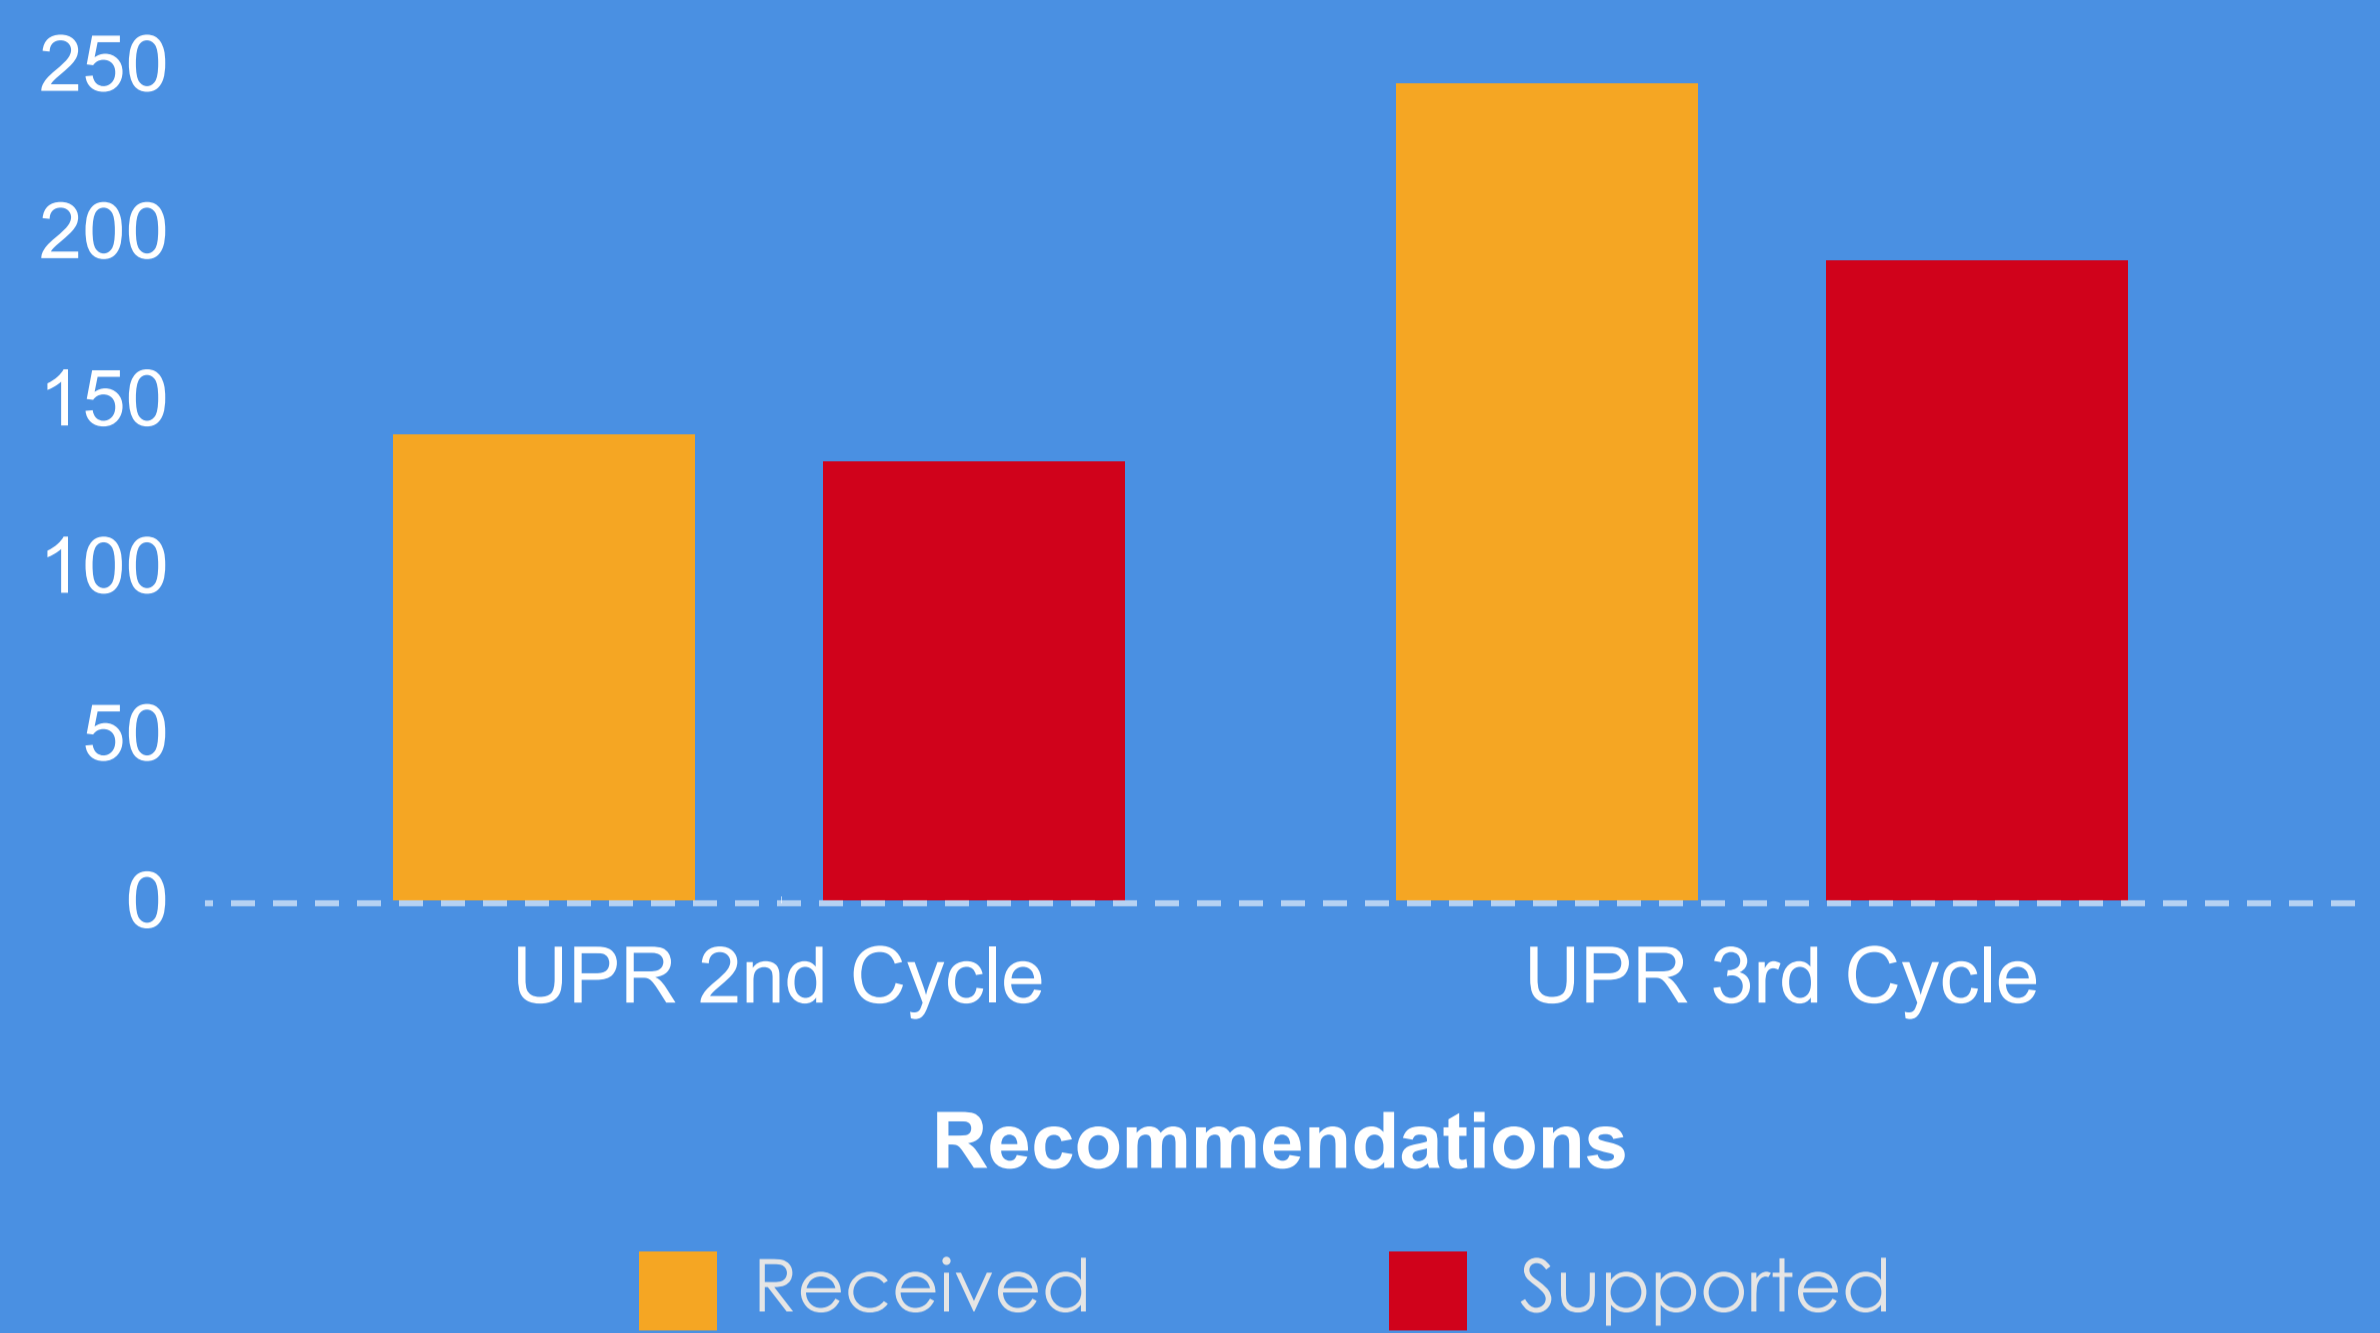 250
200
150
100
50
0
UPR 2nd Cycle
UPR 3rd Cycle
Recommendations
Received
Supported